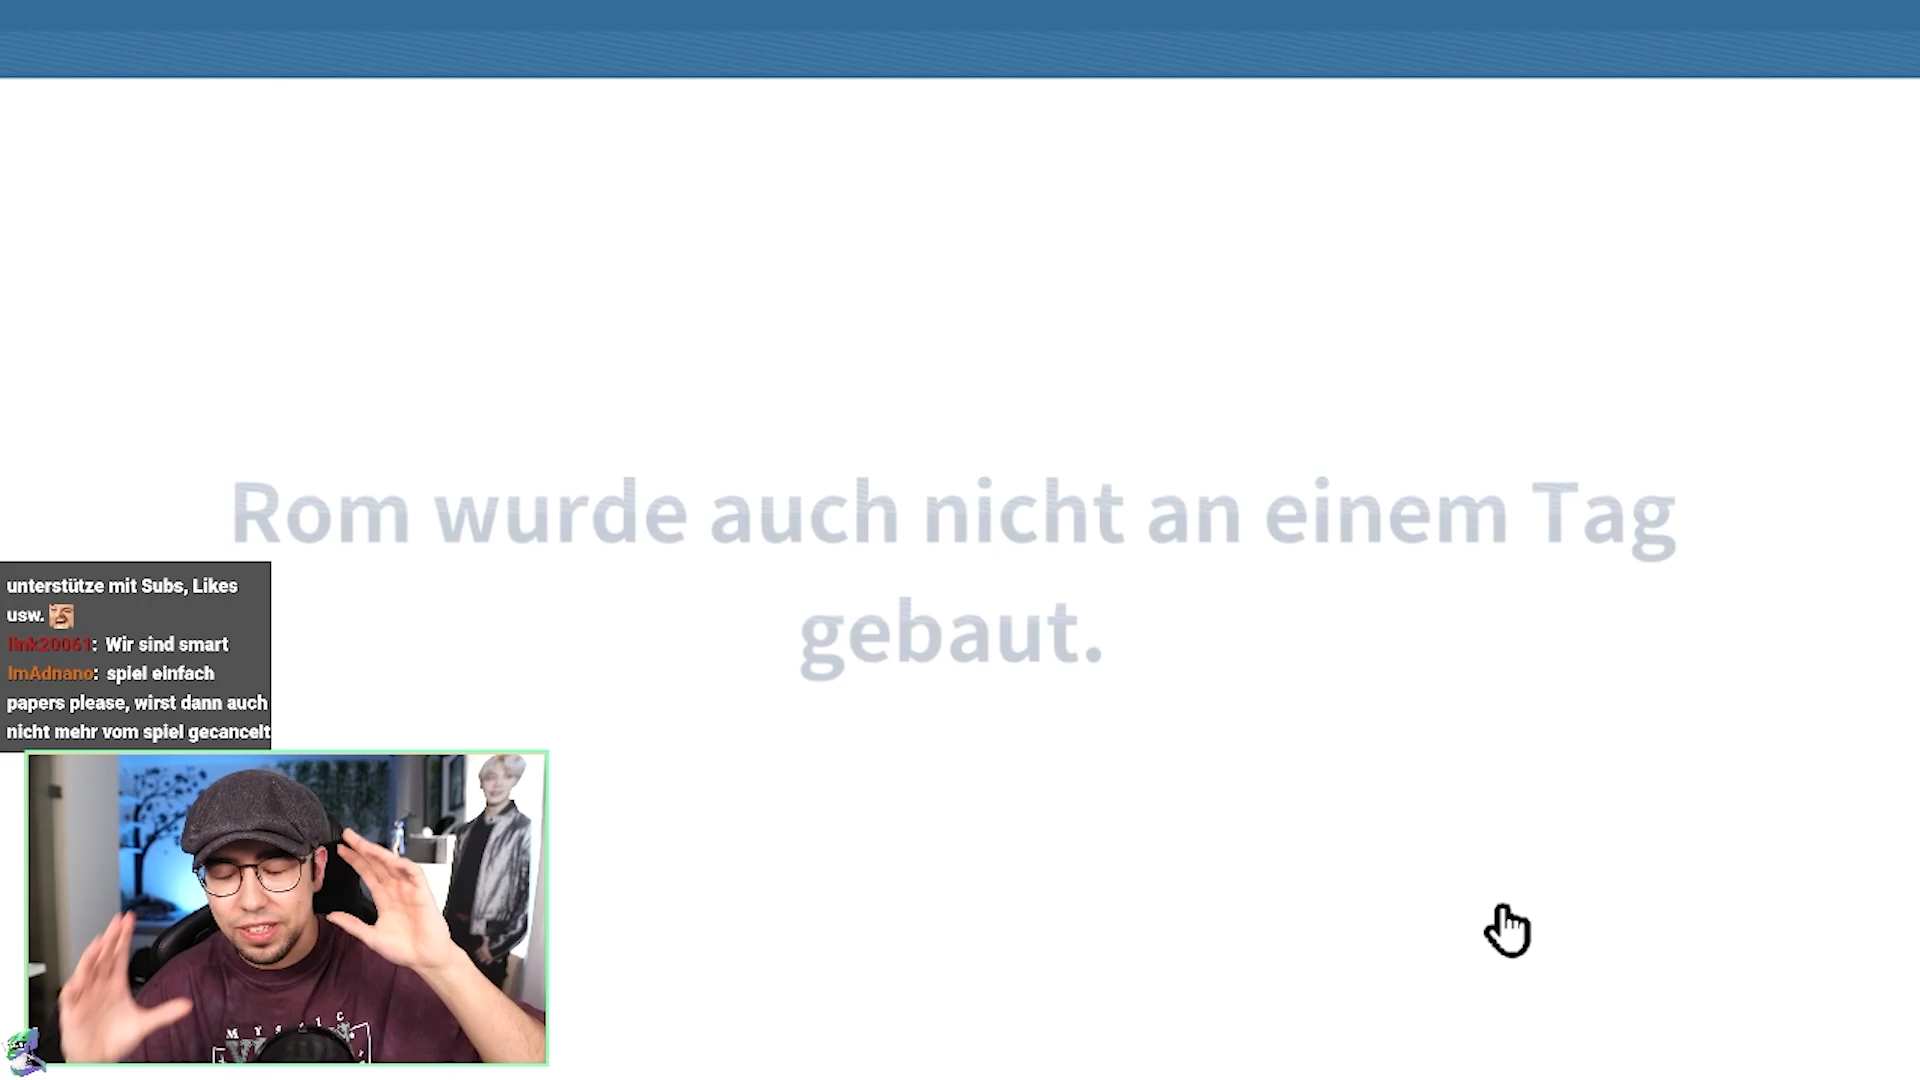 Rom wurde auch nicht an einem Tag
gebaut.
unterstütze mit Subs, Likes
usw.
link20061: Wir sind smart
ImAdnano: spiel einfach
papers please, wirst dann auch
nicht mehr vom spiel gecancelt
MYSTIC